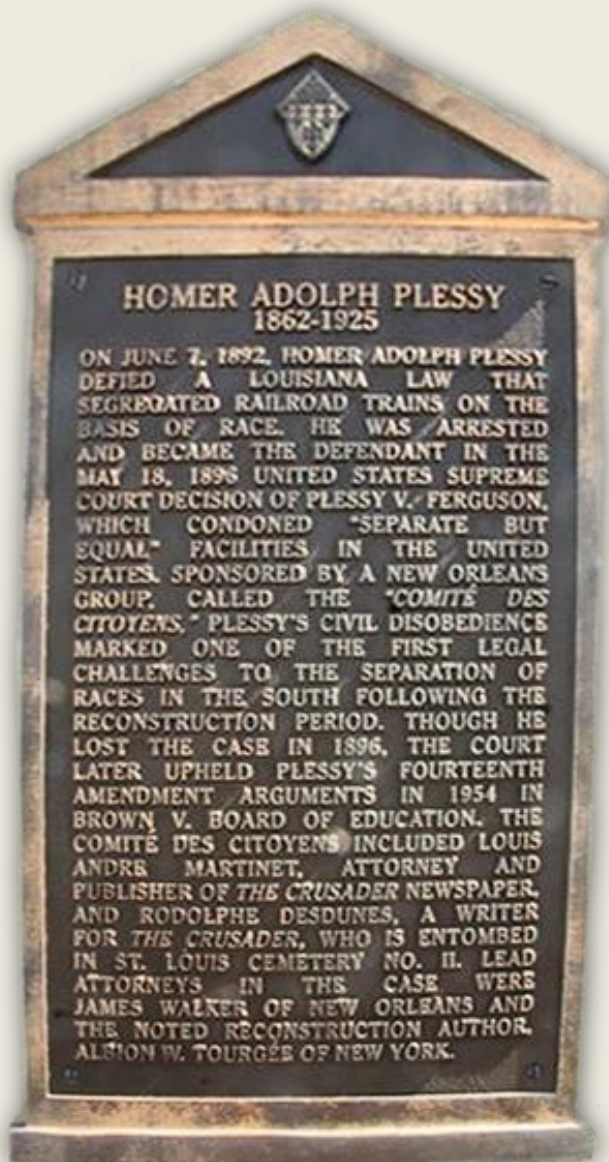 HOMER ADOLPH PLESSY
1862-1925
ON JUNE 7, 1892, HOMER ADOLPH PLESSY
DEFIED A LOUISIANA LAW THAT
SEGREGATED RAILROAD TRAINS ON THE
BASIS OF RACE. HE WAS ARRESTED
AND BECAME THE DEFENDANT IN THE
MAY 18, 1896 UNITED STATES SUPREME
COURT DECISION OF PLESSY V. FERGUSON,
WHICH CONDONED "SEPARATE BUT
EQUAL" FACILITIES IN THE UNITED
STATES. SPONSORED BY A NEW ORLEANS
GROUP, CALLED THE "COMITÉ DES
CITOYENS," PLESSY'S CIVIL DISOBEDIENCE
MARKED ONE OF THE FIRST LEGAL
CHALLENGES TO THE SEPARATION OF
RACES IN THE SOUTH FOLLOWING THE
RECONSTRUCTION PERIOD. THOUGH HE
LOST THE CASE IN 1896, THE COURT
LATER UPHELD PLESSY'S FOURTEENTH
AMENDMENT ARGUMENTS IN 1954 IN
BROWN V. BOARD OF EDUCATION. THE
COMITÉ DES CITOYENS INCLUDED LOUIS
ANDRE MARTINET, ATTORNEY AND
PUBLISHER OF THE CRUSADER NEWSPAPER,
AND RODOLPHE DESDUNES, A WRITER
FOR THE CRUSADER, WHO IS ENTOMBED
IN ST. LOUIS CEMETERY NO. II. LEAD
ATTORNEYS IN THE CASE WERE
JAMES WALKER OF NEW ORLEANS AND
THE NOTED RECONSTRUCTION AUTHOR,
ALBION W. TOURGÉE OF NEW YORK.